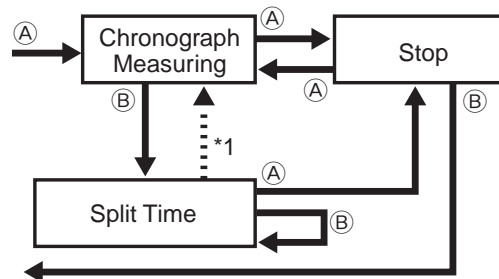 Ⓐ
Chronograph
Measuring
Ⓐ
Ⓐ
Stop
Ⓑ
*1
Ⓑ
Split Time
Ⓐ
Ⓑ